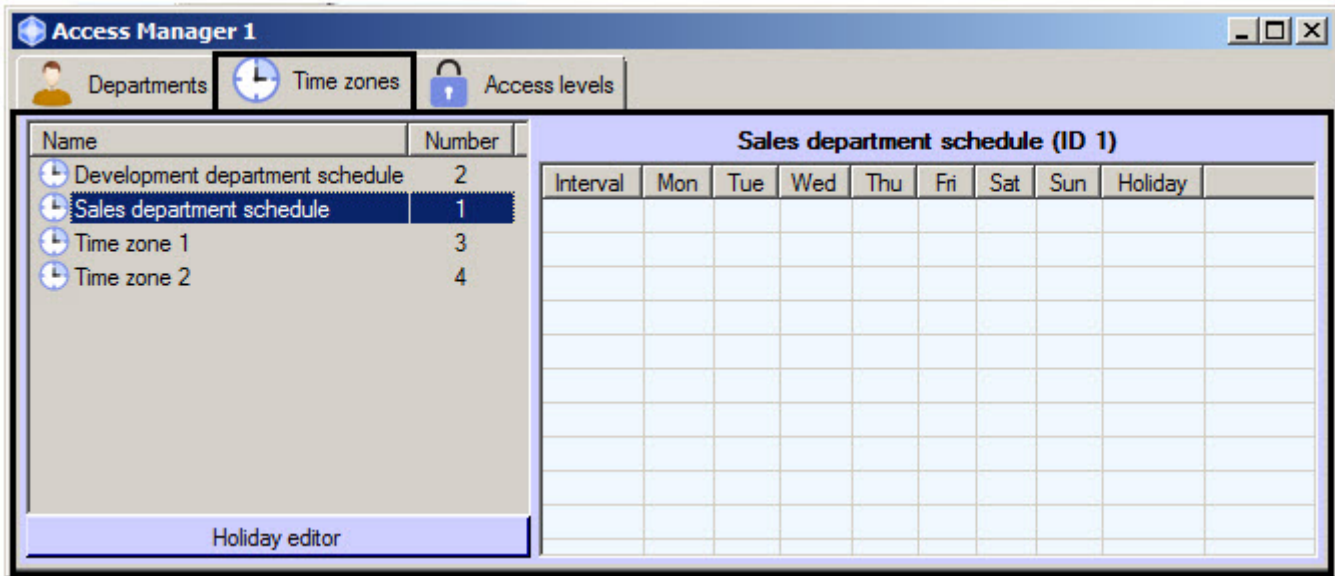 Access Manager 1
Departments Time zones Access levels
Name Number
Development department schedule 2
Sales department schedule 1
Time zone 1 3
Time zone 2 4
Holiday editor
Sales department schedule (ID 1)
Interval Mon Tue Wed Thu Fri Sat Sun Holiday